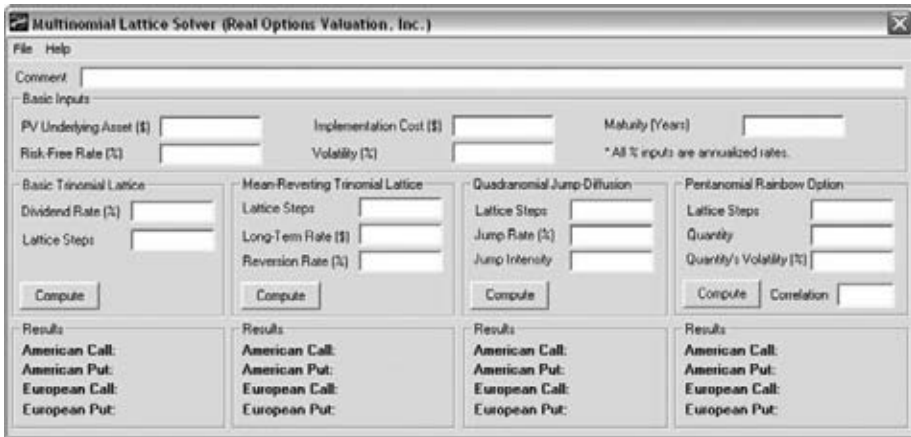 Multinomial Lattice Solver (Real Options Valuation, Inc.)
File Help
Comment
Basic Inputs
PV Underlying Asset ($)
Implementation Cost ($)
Maturity (Years)
Risk-Free Rate (%)
Volatility (%)
* All % inputs are annualized rates.
Basic Trinomial Lattice
Dividend Rate (%)
Lattice Steps
Compute
Mean-Reverting Trinomial Lattice
Lattice Steps
Long-Term Rate ($)
Reversion Rate (%)
Compute
Quadranomial Jump-Diffusion
Lattice Steps
Jump Rate (%)
Jump Intensity
Compute
Pentanomial Rainbow Option
Lattice Steps
Quantity
Quantity's Volatility (%)
Compute Correlation
Results
American Call:
American Put:
European Call:
European Put:
Results
American Call:
American Put:
European Call:
European Put:
Results
American Call:
American Put:
European Call:
European Put:
Results
American Call:
American Put:
European Call:
European Put: